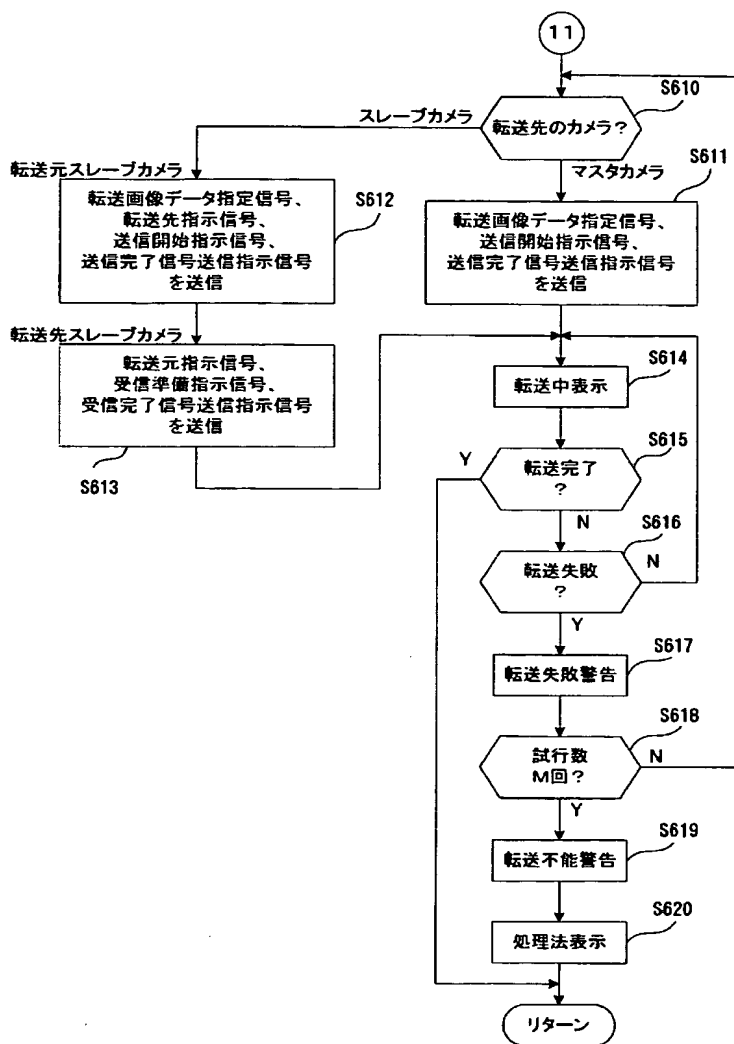 11
S610
転送先のカメラ?
スレーブカメラ
マスタカメラ
S611
転送画像データ指定信号、
送信開始指示信号、
送信完了信号送信指示信号
を送信
転送元スレーブカメラ
S612
転送画像データ指定信号、
転送先指示信号、
送信開始指示信号、
送信完了信号送信指示信号
を送信
転送先スレーブカメラ
転送元指示信号、
受信準備指示信号、
受信完了信号送信指示信号
を送信
S613
S614
転送中表示
S615
転送完了
?
Y
N
S616
転送失敗
?
N
Y
S617
転送失敗警告
S618
試行数
M回?
N
Y
S619
転送不能警告
S620
処理法表示
リターン